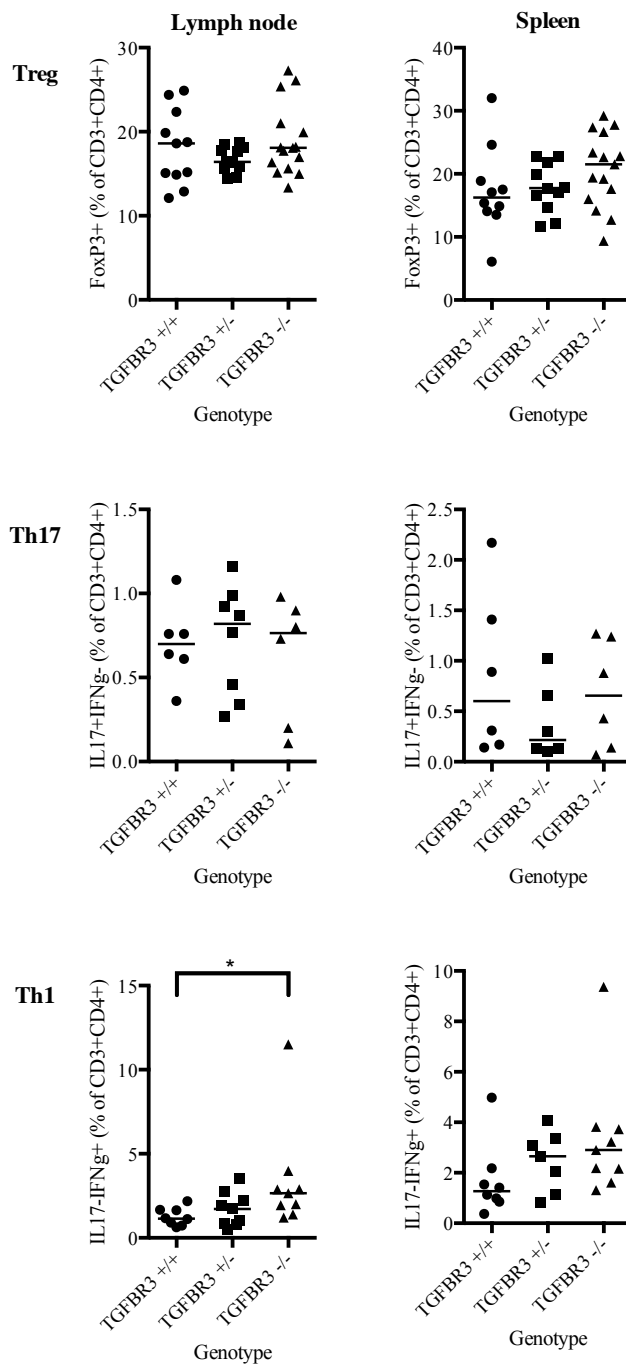 Lymph node
Spleen
Treg
FoxP3+ (% of CD3+CD4+)
30
20
10
0
TGFBR3 +/+
TGFBR3 +/-
TGFBR3 -/-
Genotype
FoxP3+ (% of CD3+CD4+)
40
30
20
10
0
TGFBR3 +/+
TGFBR3 +/-
TGFBR3 -/-
Genotype
Th17
IL17+IFNg- (% of CD3+CD4+)
1.5
1.0
0.5
0.0
TGFBR3 +/+
TGFBR3 +/-
TGFBR3 -/-
Genotype
IL17+IFNg- (% of CD3+CD4+)
2.5
2.0
1.5
1.0
0.5
0.0
TGFBR3 +/+
TGFBR3 +/-
TGFBR3 -/-
Genotype
Th1
IL17-IFNg+ (% of CD3+CD4+)
15
10
5
0
*
TGFBR3 +/+
TGFBR3 +/-
TGFBR3 -/-
Genotype
IL17-IFNg+ (% of CD3+CD4+)
10
8
6
4
2
0
TGFBR3 +/+
TGFBR3 +/-
TGFBR3 -/-
Genotype